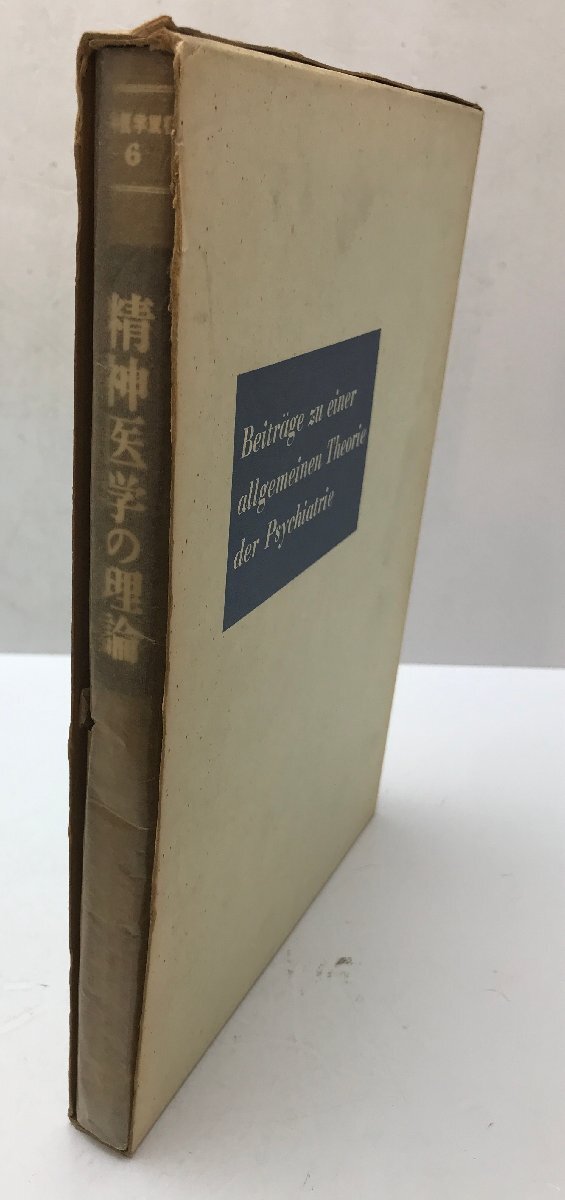 6
精神医学の理論
Beiträge zu einer
allgemeinen Theorie
der Psychiatrie